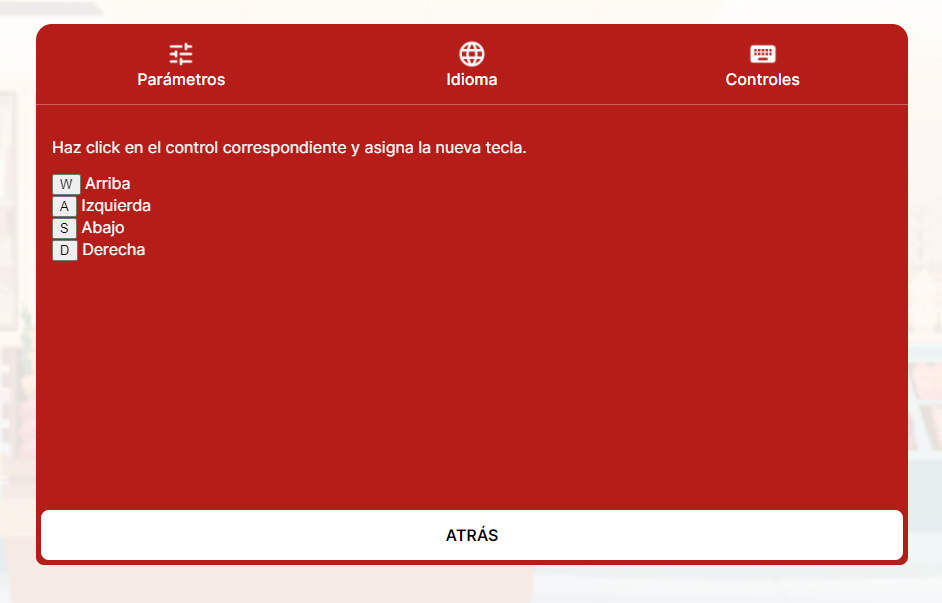 Parámetros Idioma Controles
Haz click en el control correspondiente y asigna la nueva tecla.
W Arriba
A Izquierda
S Abajo
D Derecha
ATRÁS